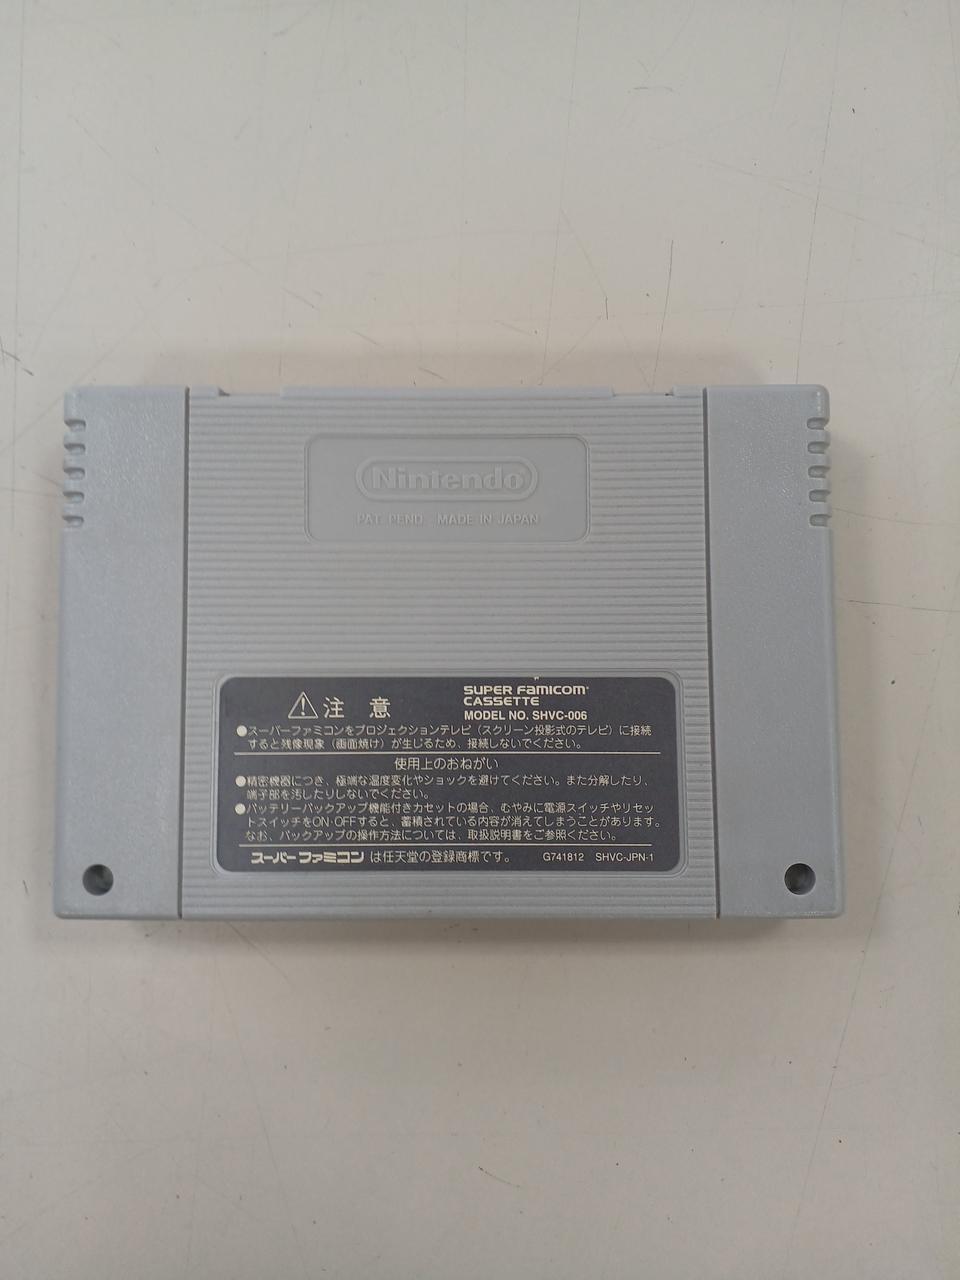 Nintendo
PAT. PEND. MADE IN JAPAN
注意
SUPER FAMICOM
CASSETTE
MODEL NO. SHVC-006
●スーパーファミコンをプロジェクションテレビ（スクリーン投影式のテレビ）に接続
すると残像現象（画面焼け）が生じるため、接続しないでください。
使用上のおねがい
●精密機器につき、極端な温度変化やショックを避けてください。また分解したり、
端子部を汚したりしないでください。
●バッテリーバックアップ機能付きカセットの場合、むやみに電源スイッチやリセッ
トスイッチをON・OFFすると、蓄積されている内容が消えてしまうことがあります。
なお、バックアップの操作方法については、取扱説明書をご参照ください。
スーパーファミコンは任天堂の登録商標です。 G741812 SHVC-JPN-1